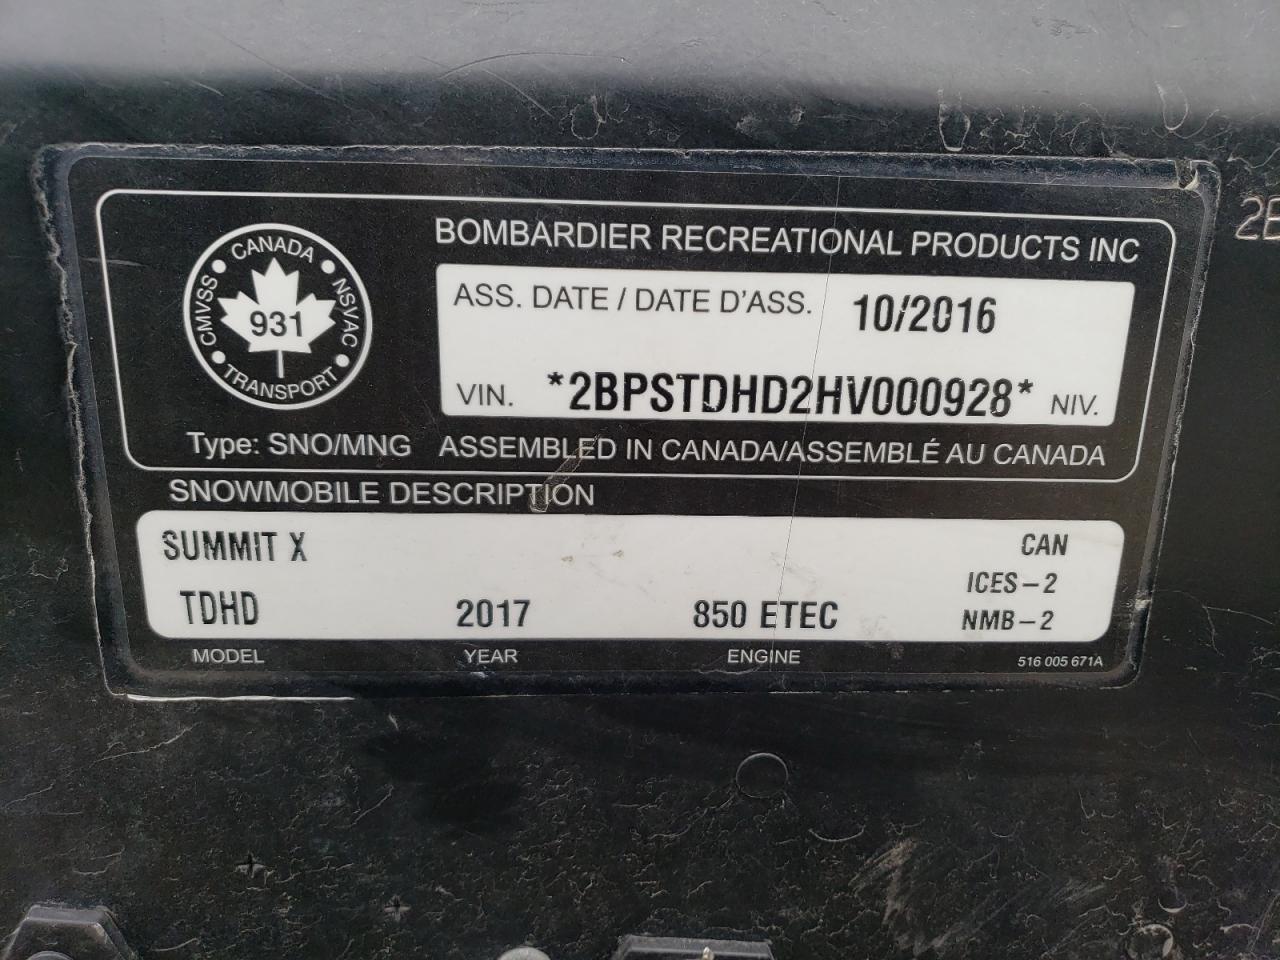 BOMBARDIER RECREATIONAL PRODUCTS INC
CANADA
CMVSS
NSVAC
931
TRANSPORT
ASS. DATE / DATE D'ASS. 10/2016
VIN. *2BPSTDHD2HV000928* NIV.
Type: SNO/MNG ASSEMBLED IN CANADA/ASSEMBLÉ AU CANADA
SNOWMOBILE DESCRIPTION
SUMMIT X CAN
ICES-2
TDHD 2017 850 ETEC NMB-2
MODEL YEAR ENGINE 516 005 671A